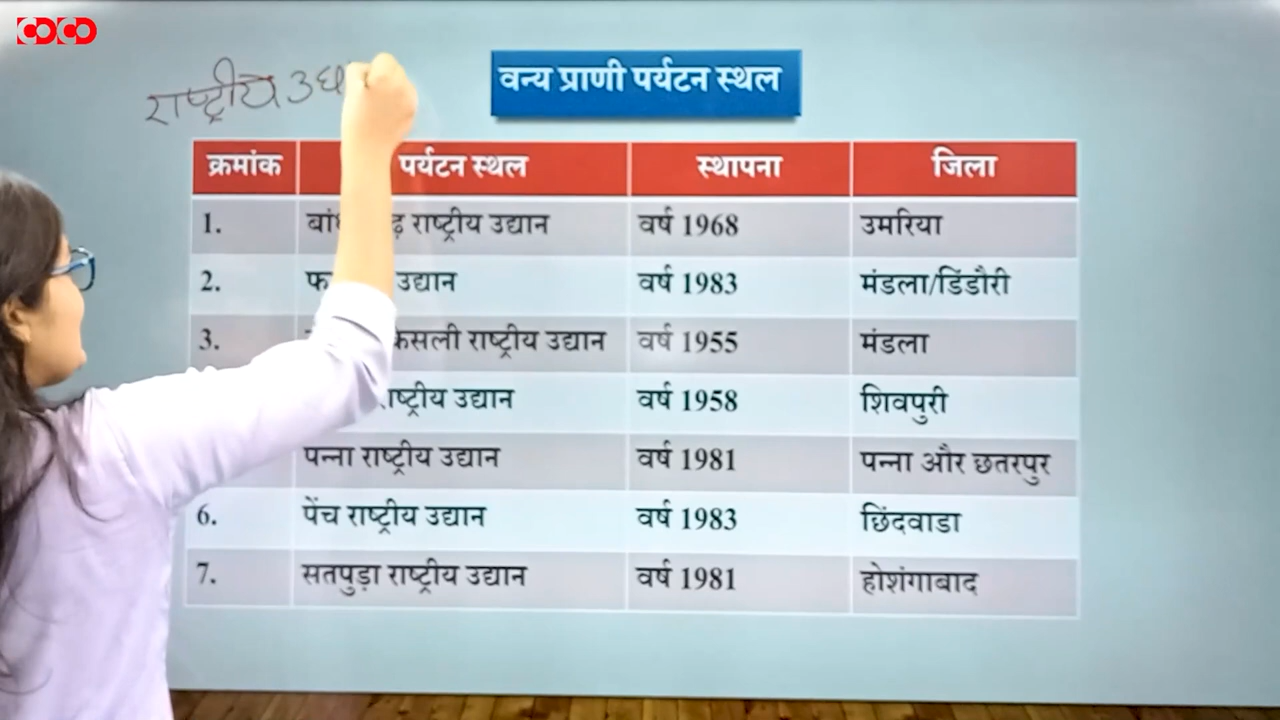 COCO
राष्ट्रीय
वन्य प्राणी पर्यटन स्थल
क्रमांक पर्यटन स्थल स्थापना जिला
1. राष्ट्रीय उद्यान वर्ष 1968 उमरिया
2. उद्यान वर्ष 1983 मंडला/डिंडौरी
3. राष्ट्रीय उद्यान वर्ष 1955 मंडला
उद्यान वर्ष 1958 शिवपुरी
पन्ना राष्ट्रीय उद्यान वर्ष 1981 पन्ना और छतरपुर
6. पेंच राष्ट्रीय उद्यान वर्ष 1983 छिंदवाडा
7. सतपुड़ा राष्ट्रीय उद्यान वर्ष 1981 होशंगाबाद